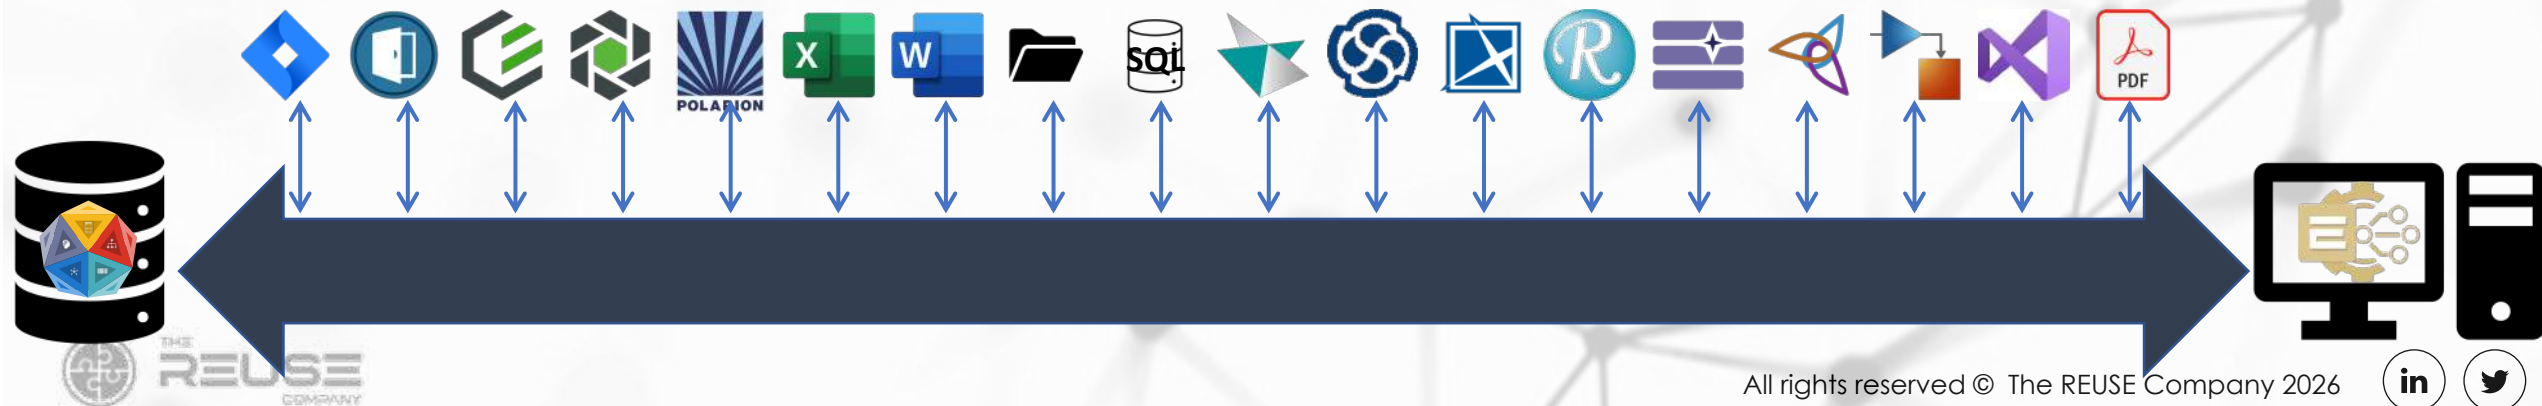 POLARION
X
W
SQL
R
PDF
THE
REUSE
COMPANY
All rights reserved © The REUSE Company 2026
in